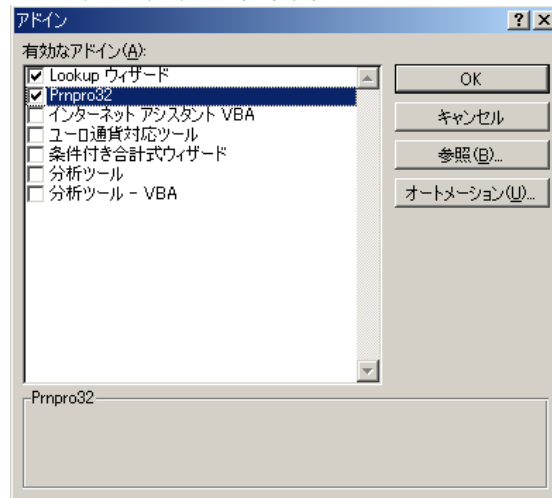 アドイン
有効なアドイン(A):
Lookup ウィザード
Prnpro32
インターネット アシスタント VBA
ユーロ通貨対応ツール
条件付き合計式ウィザード
分析ツール
分析ツール - VBA
OK
キャンセル
参照(B)...
オートメーション(U)...
Prnpro32